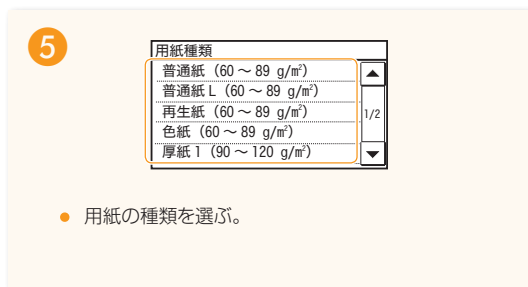 5
用紙種類
普通紙（60 ～ 89 g/m²）
普通紙 L（60 ～ 89 g/m²）
再生紙（60 ～ 89 g/m²）
色紙（60 ～ 89 g/m²）
厚紙 1（90 ～ 120 g/m²）
1/2
● 用紙の種類を選ぶ。